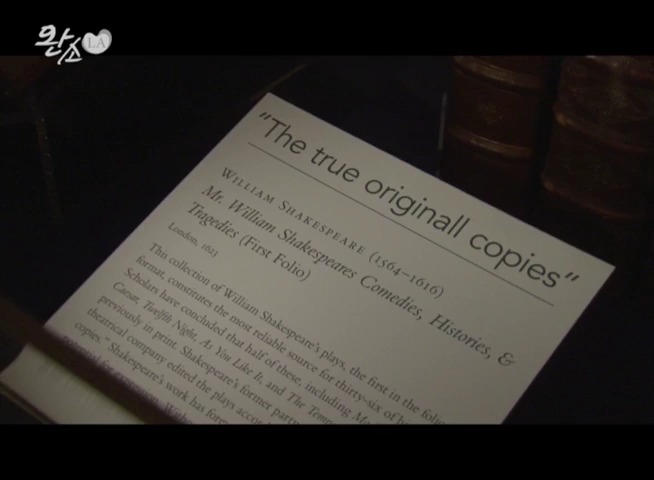 완소 LA
"The true originall copies"
WILLIAM SHAKESPEARE (1564–1616)
Mr. William Shakespeares Comedies, Histories, &
Tragedies (First Folio)
London, 1623
This collection of William Shakespeare's plays, the first in the folio
format, constitutes the most reliable source for thirty-six of
Scholars have concluded that half of these, including
Caesar, Twelfth Night, As You Like It, and The
previously in print. Shakespeare's former
theatrical company edited the plays
copies." Shakespeare's work has